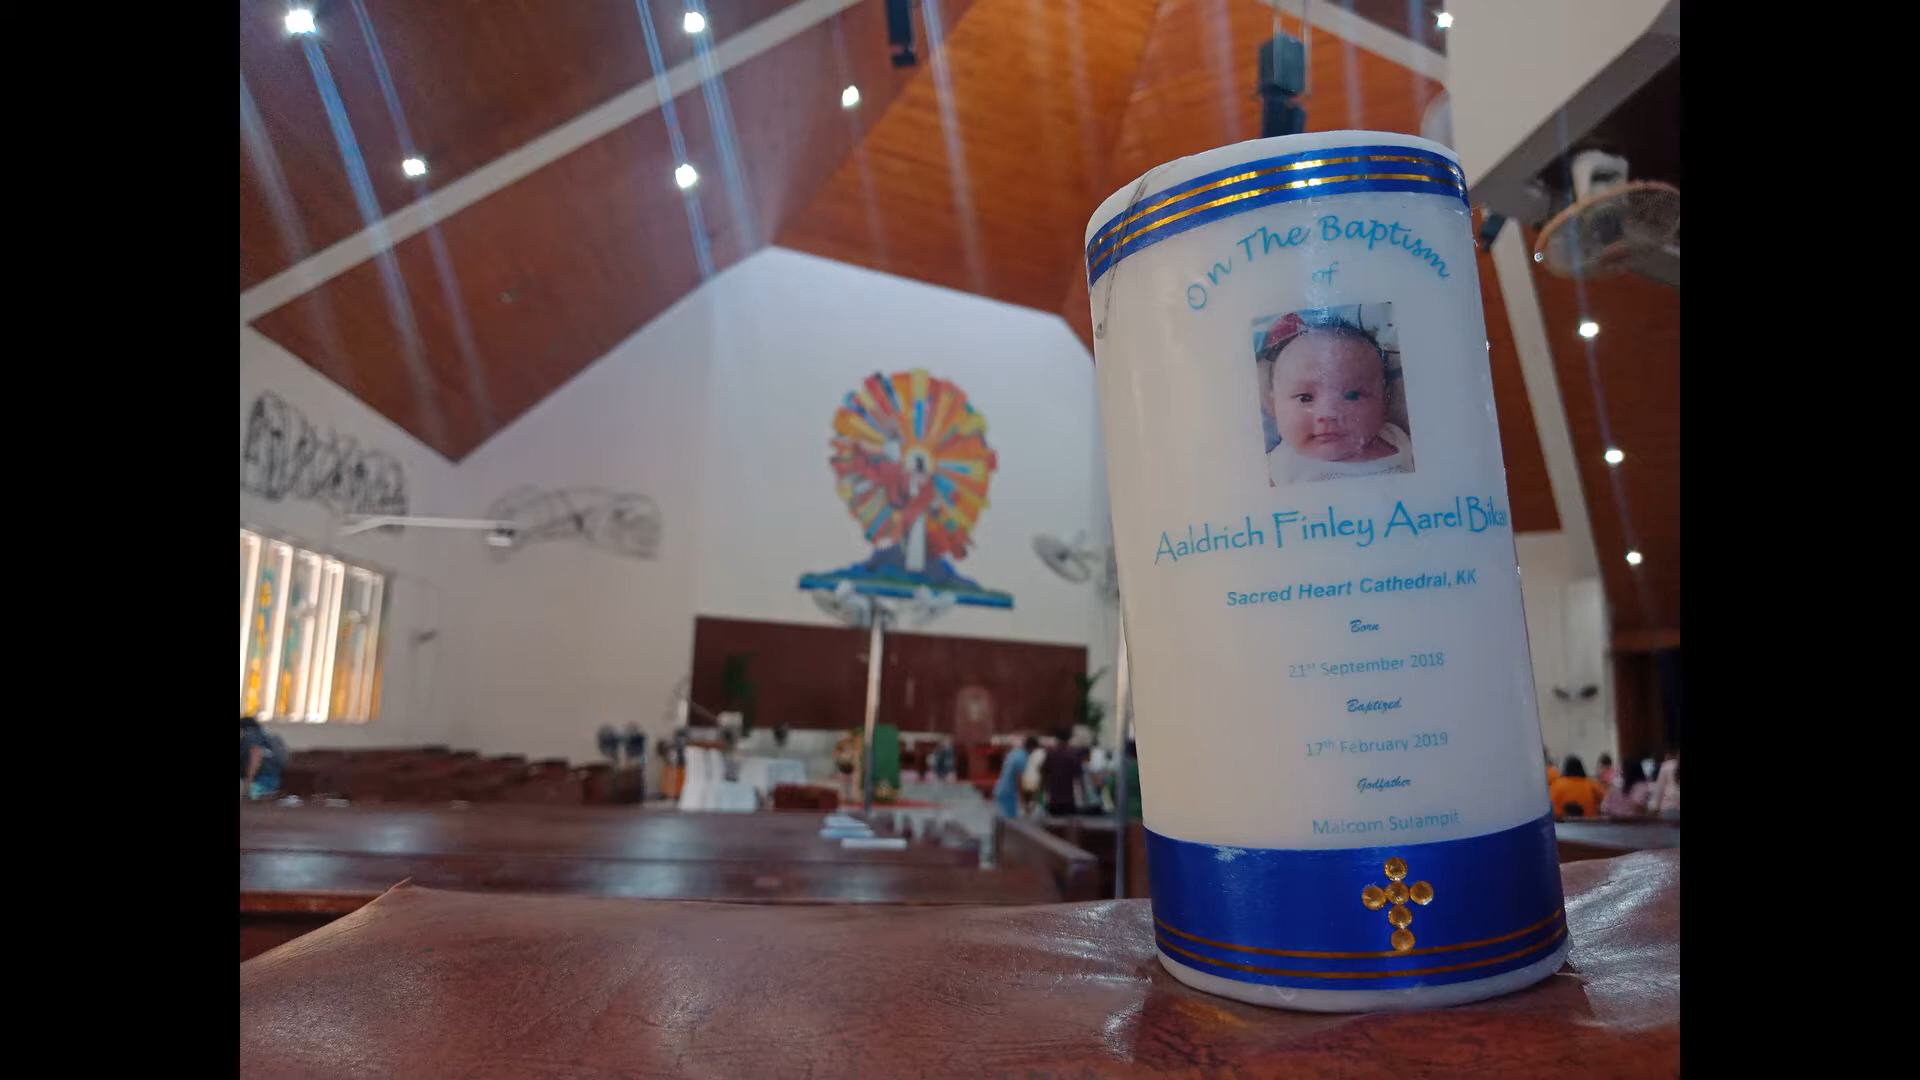 On The Baptism
of
Aaldrich Finley Aarel
Sacred Heart Cathedral, KK
Born
21st September 2018
Baptized
17th February 2019
Godfather
Malcom Sulampit